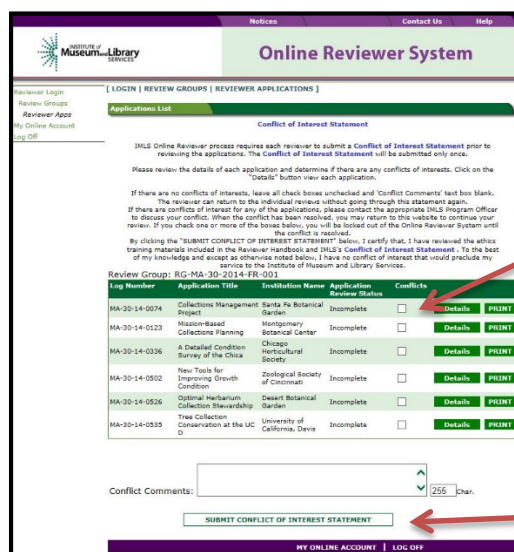 Notices Contact Us Help
INSTITUTE of
Museum and Library
SERVICES
Online Reviewer System
Reviewer Login
Review Groups
Reviewer Apps
My Online Account
Log Off
[ LOGIN | REVIEW GROUPS | REVIEWER APPLICATIONS ]
Applications List
Conflict of Interest Statement
IMLS Online Reviewer process requires each reviewer to submit a Conflict of Interest Statement prior to
reviewing the applications. The Conflict of Interest Statement will be submitted only once.
Please review the details of each application and determine if there are any conflicts of interests. Click on the
"Details" button view each application.
If there are no conflicts of interests, leave all check boxes unchecked and 'Conflict Comments' text box blank.
The reviewer can return to the individual reviews without going through this statement again.
If there are conflicts of interest for any of the applications, please contact the appropriate IMLS Program Officer
to discuss your conflict. When the conflict has been resolved, you may return to this website to continue your
review. If you check one or more of the boxes below, you will be locked out of the Online Reviewer System until
the conflict is resolved.
By clicking the "SUBMIT CONFLICT OF INTEREST STATEMENT" below, I certify that, I have reviewed the ethics
training materials included in the Reviewer Handbook and IMLS's Conflict of Interest Statement . To the best
of my knowledge and except as otherwise noted below, I have no conflict of interest that would preclude my
service to the Institute of Museum and Library Services.
Review Group: RG-MA-30-2014-FR-001
Log Number Application Title Institution Name Application Review Status Conflicts
MA-30-14-0074 Collections Management Project Santa Fe Botanical Garden Incomplete Details PRINT
MA-30-14-0123 Mission-Based Collections Planning Montgomery Botanical Center Incomplete Details PRINT
MA-30-14-0336 A Detailed Condition Survey of the Chica Chicago Horticultural Society Incomplete Details PRINT
MA-30-14-0502 New Tools for Improving Growth Condition Zoological Society of Cincinnati Incomplete Details PRINT
MA-30-14-0526 Optimal Herbarium Collection Stewardship Desert Botanical Garden Incomplete Details PRINT
MA-30-14-0535 Tree Collection Conservation at the UC D University of California, Davis Incomplete Details PRINT
Conflict Comments: 255 Char.
SUBMIT CONFLICT OF INTEREST STATEMENT
MY ONLINE ACCOUNT | LOG OFF